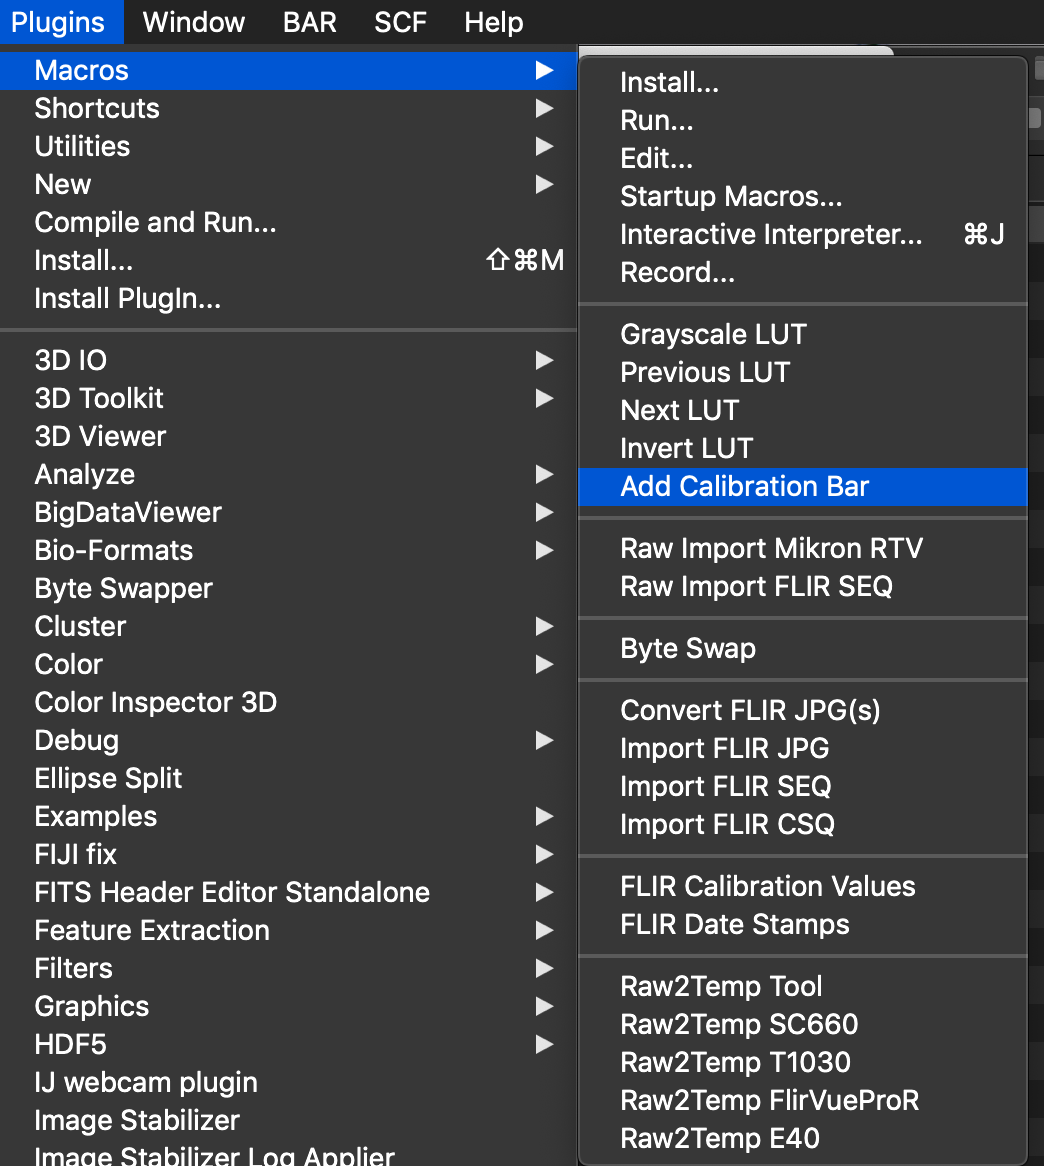 Plugins Window BAR SCF Help
Macros
Shortcuts
Utilities
New
Compile and Run...
Install... ⇧⌘M
Install PlugIn...
3D IO
3D Toolkit
3D Viewer
Analyze
BigDataViewer
Bio-Formats
Byte Swapper
Cluster
Color
Color Inspector 3D
Debug
Ellipse Split
Examples
FIJI fix
FITS Header Editor Standalone
Feature Extraction
Filters
Graphics
HDF5
IJ webcam plugin
Image Stabilizer
Image Stabilizer Log Applier
Install...
Run...
Edit...
Startup Macros...
Interactive Interpreter... ⌘J
Record...
Grayscale LUT
Previous LUT
Next LUT
Invert LUT
Add Calibration Bar
Raw Import Mikron RTV
Raw Import FLIR SEQ
Byte Swap
Convert FLIR JPG(s)
Import FLIR JPG
Import FLIR SEQ
Import FLIR CSQ
FLIR Calibration Values
FLIR Date Stamps
Raw2Temp Tool
Raw2Temp SC660
Raw2Temp T1030
Raw2Temp FlirVueProR
Raw2Temp E40